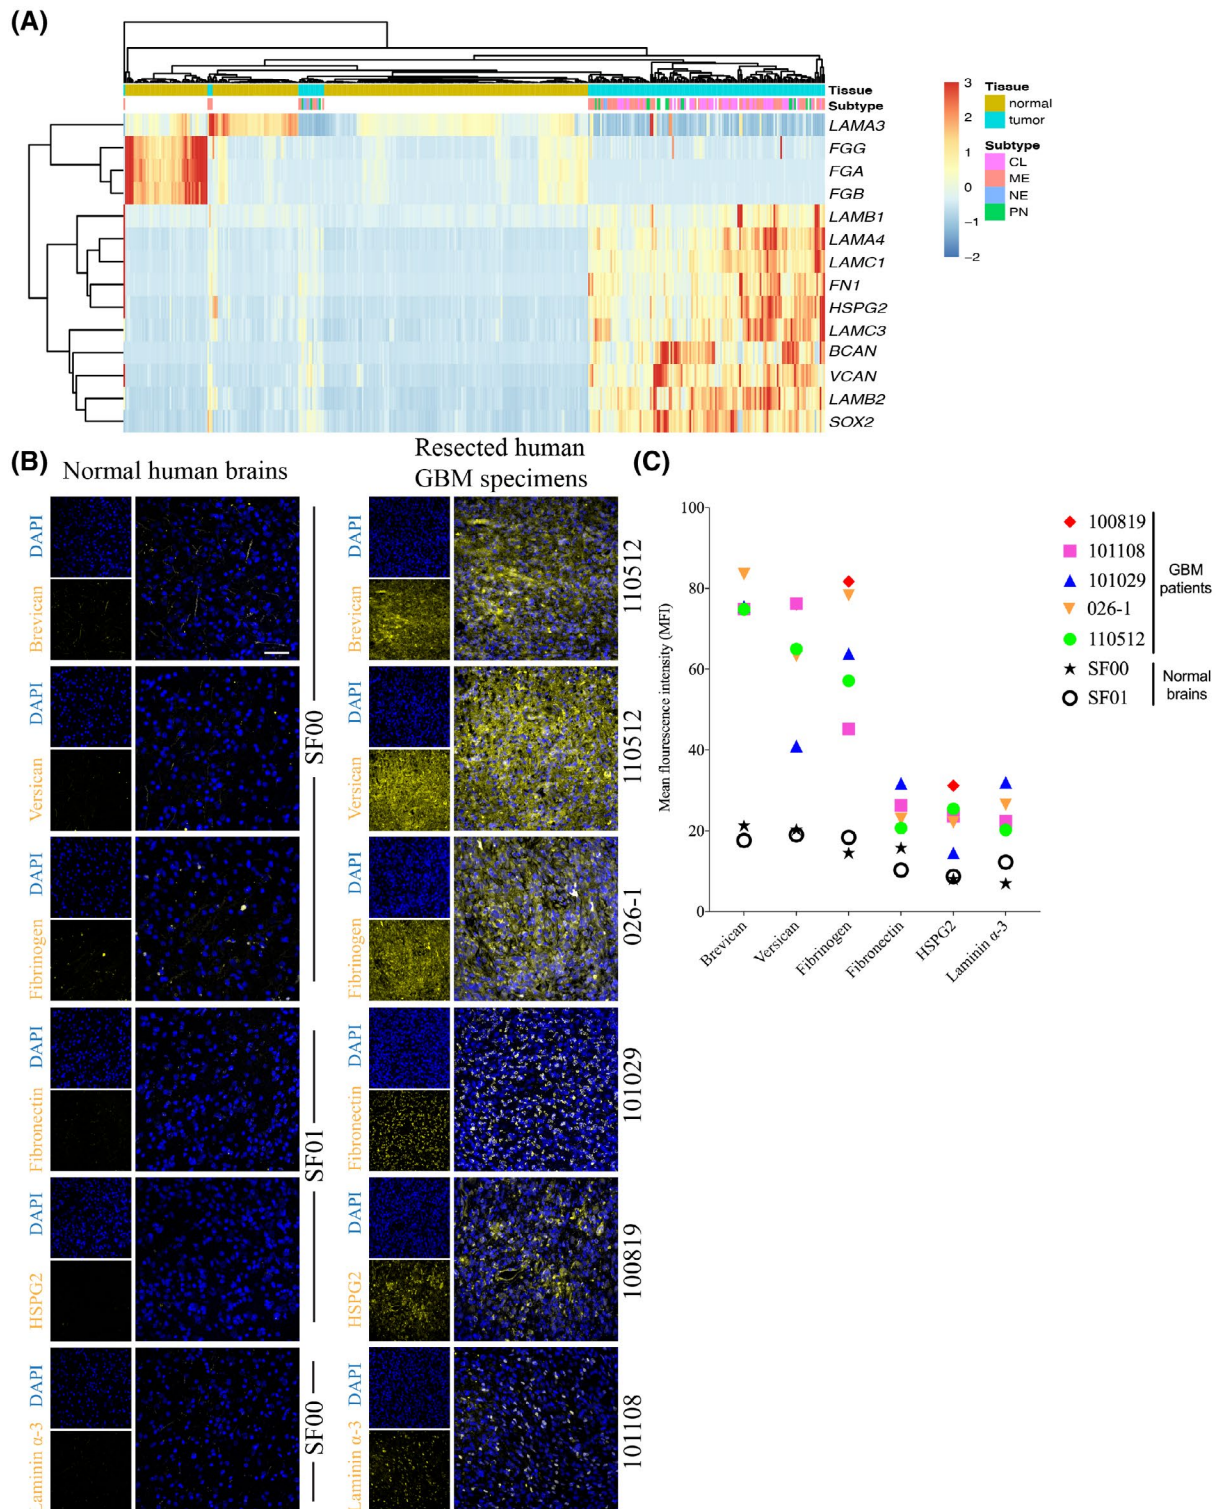 (A)
Tissue
Subtype
LAMA3
FGG
FGA
FGB
LAMB1
LAMA4
LAMC1
FN1
HSPG2
LAMC3
BCAN
VCAN
LAMB2
SOX2
3
2
1
0
−1
−2
Tissue
normal
tumor
Subtype
CL
ME
NE
PN
(B)
Normal human brains
Resected human
GBM specimens
DAPI
Brevican
DAPI
Versican
DAPI
Fibrinogen
SF00
DAPI
Fibronectin
DAPI
HSPG2
SF01
DAPI
Laminin α-3
SF00
DAPI
Brevican
110512
DAPI
Versican
110512
DAPI
Fibrinogen
026-1
DAPI
Fibronectin
101029
DAPI
HSPG2
100819
DAPI
Laminin α-3
101108
(C)
Mean flourescence intensity (MFI)
100
80
60
40
20
0
Brevican
Versican
Fibrinogen
Fibronectin
HSPG2
Laminin α-3
100819
101108
101029
026-1
110512
GBM
patients
SF00
SF01
Normal
brains